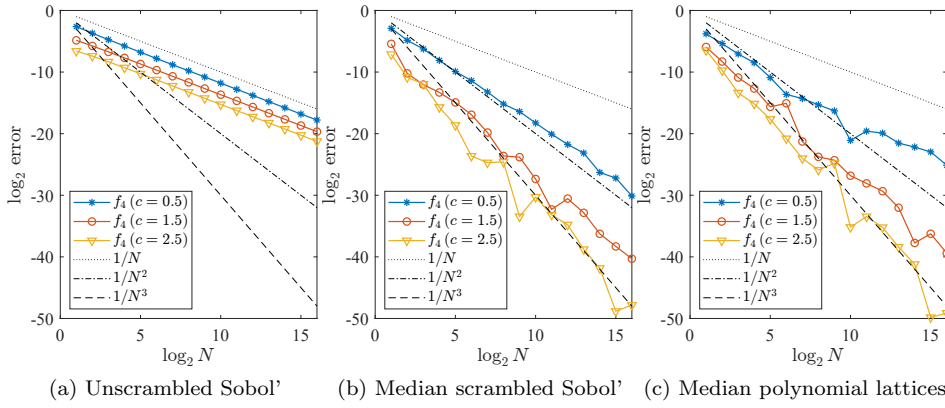 0
-10
-20
-30
-40
-50
0
5
10
15
log₂ error
log₂ N
f₄ (c = 0.5)
f₄ (c = 1.5)
f₄ (c = 2.5)
1/N
1/N²
1/N³
(a) Unscrambled Sobol'
0
-10
-20
-30
-40
-50
0
5
10
15
log₂ error
log₂ N
f₄ (c = 0.5)
f₄ (c = 1.5)
f₄ (c = 2.5)
1/N
1/N²
1/N³
(b) Median scrambled Sobol'
0
-10
-20
-30
-40
-50
0
5
10
15
log₂ error
log₂ N
f₄ (c = 0.5)
f₄ (c = 1.5)
f₄ (c = 2.5)
1/N
1/N²
1/N³
(c) Median polynomial lattices